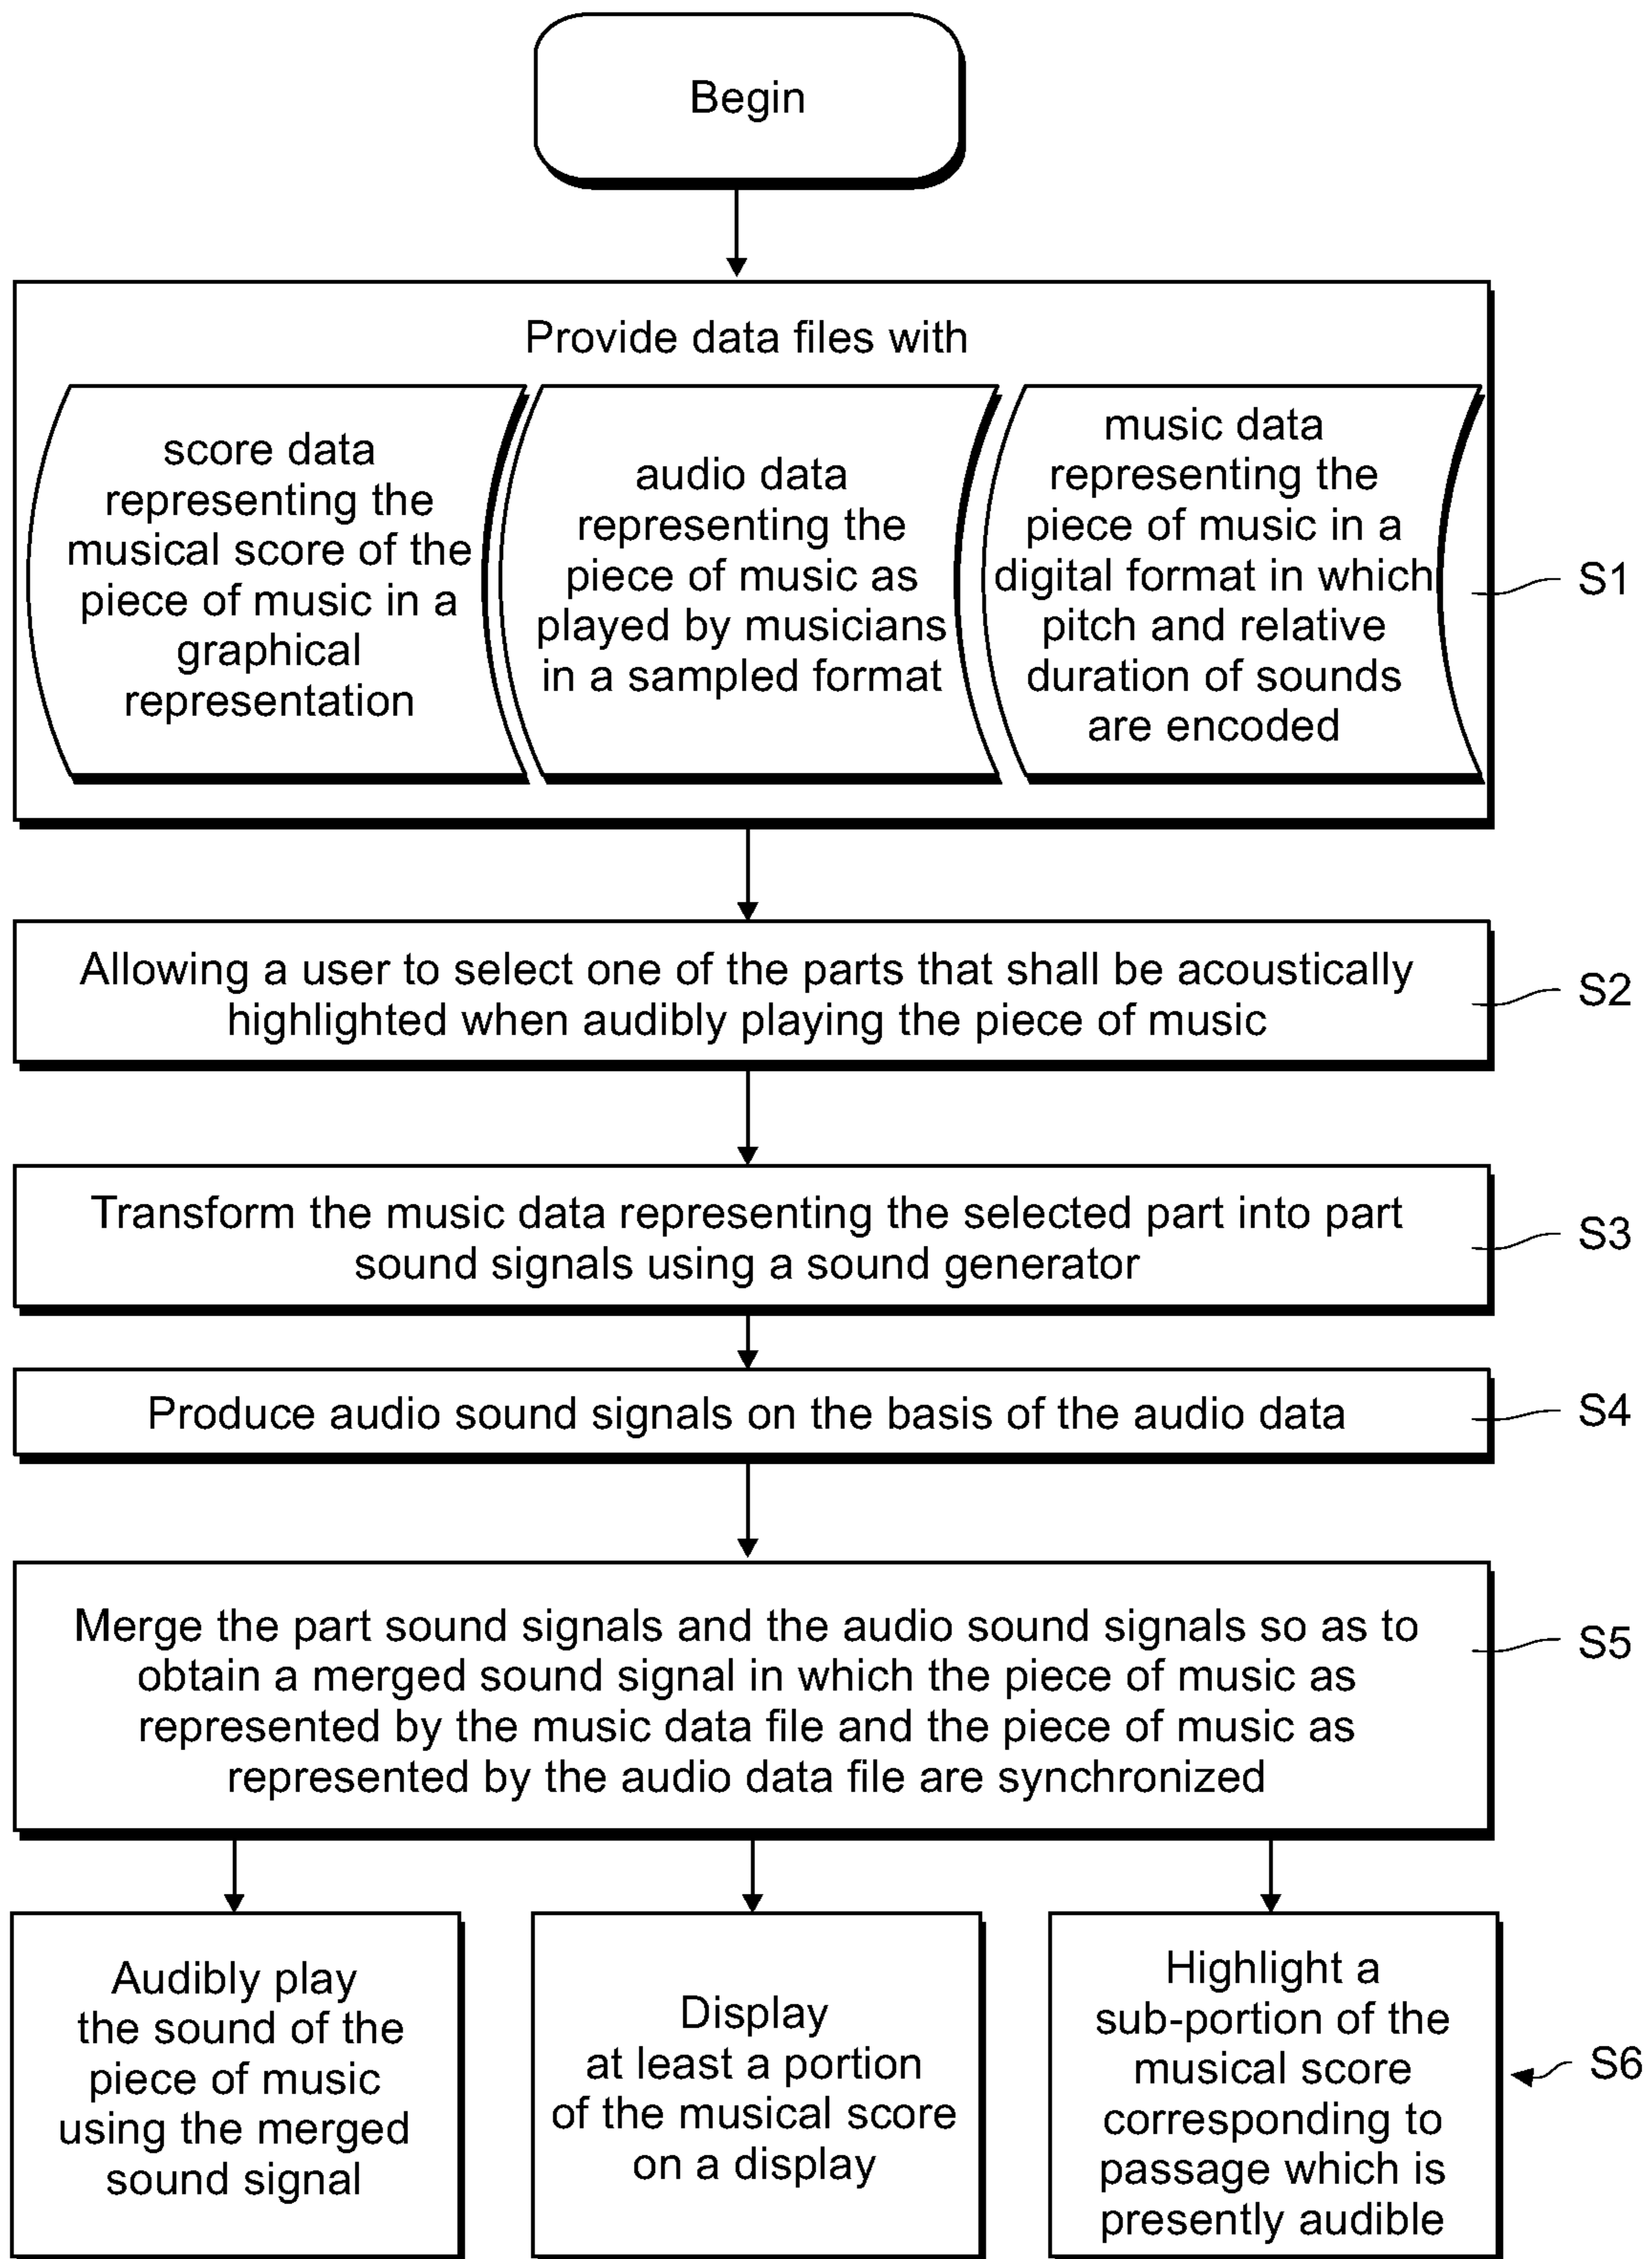 Begin
Provide data files with
score data
representing the
musical score of the
piece of music in a
graphical
representation
audio data
representing the
piece of music as
played by musicians
in a sampled format
music data
representing the
piece of music in a
digital format in which
pitch and relative
duration of sounds
are encoded
S1
Allowing a user to select one of the parts that shall be acoustically
highlighted when audibly playing the piece of music
S2
Transform the music data representing the selected part into part
sound signals using a sound generator
S3
Produce audio sound signals on the basis of the audio data
S4
Merge the part sound signals and the audio sound signals so as to
obtain a merged sound signal in which the piece of music as
represented by the music data file and the piece of music as
represented by the audio data file are synchronized
S5
Audibly play
the sound of the
piece of music
using the merged
sound signal
Display
at least a portion
of the musical score
on a display
Highlight a
sub-portion of the
musical score
corresponding to
passage which is
presently audible
S6